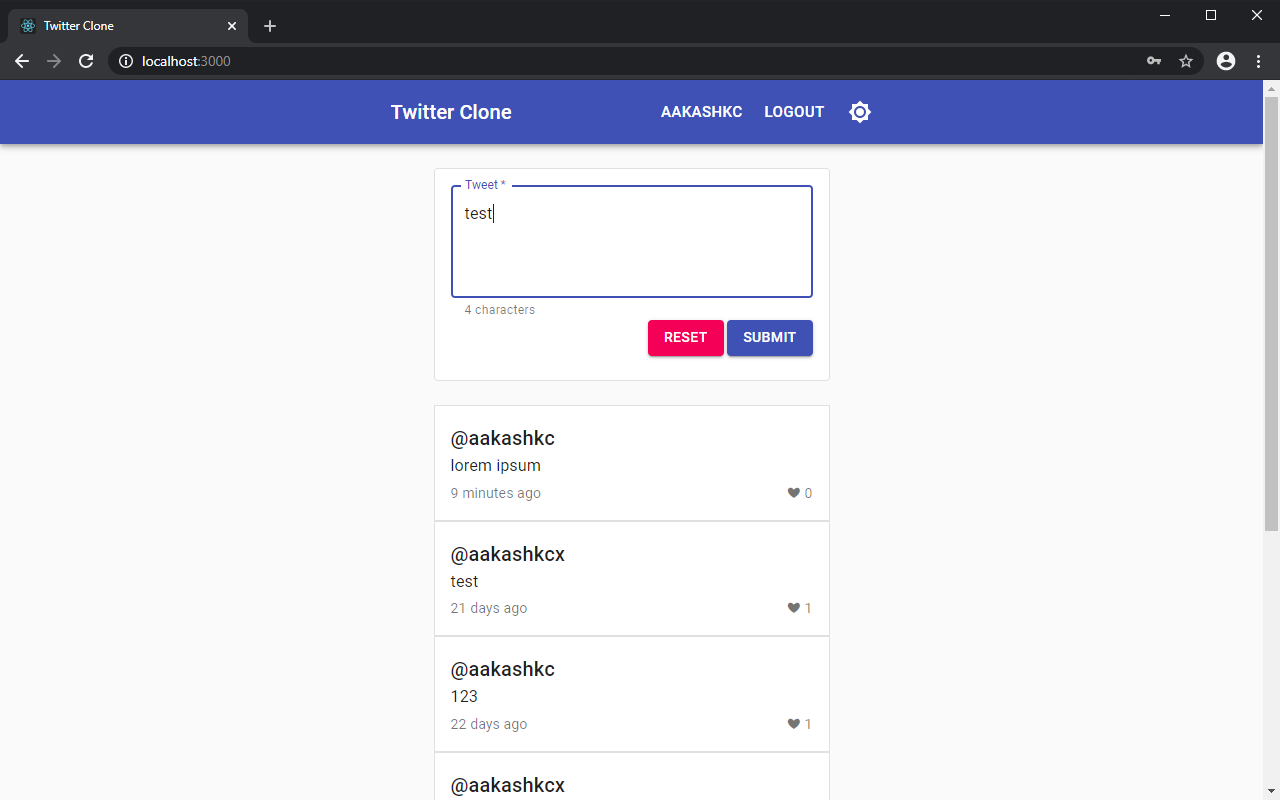 Twitter Clone
localhost:3000
Twitter Clone AAKASHKC LOGOUT
Tweet *
test
4 characters
RESET SUBMIT
@aakashkc
lorem ipsum
9 minutes ago 0
@aakashkcx
test
21 days ago 1
@aakashkc
123
22 days ago 1
@aakashkcx